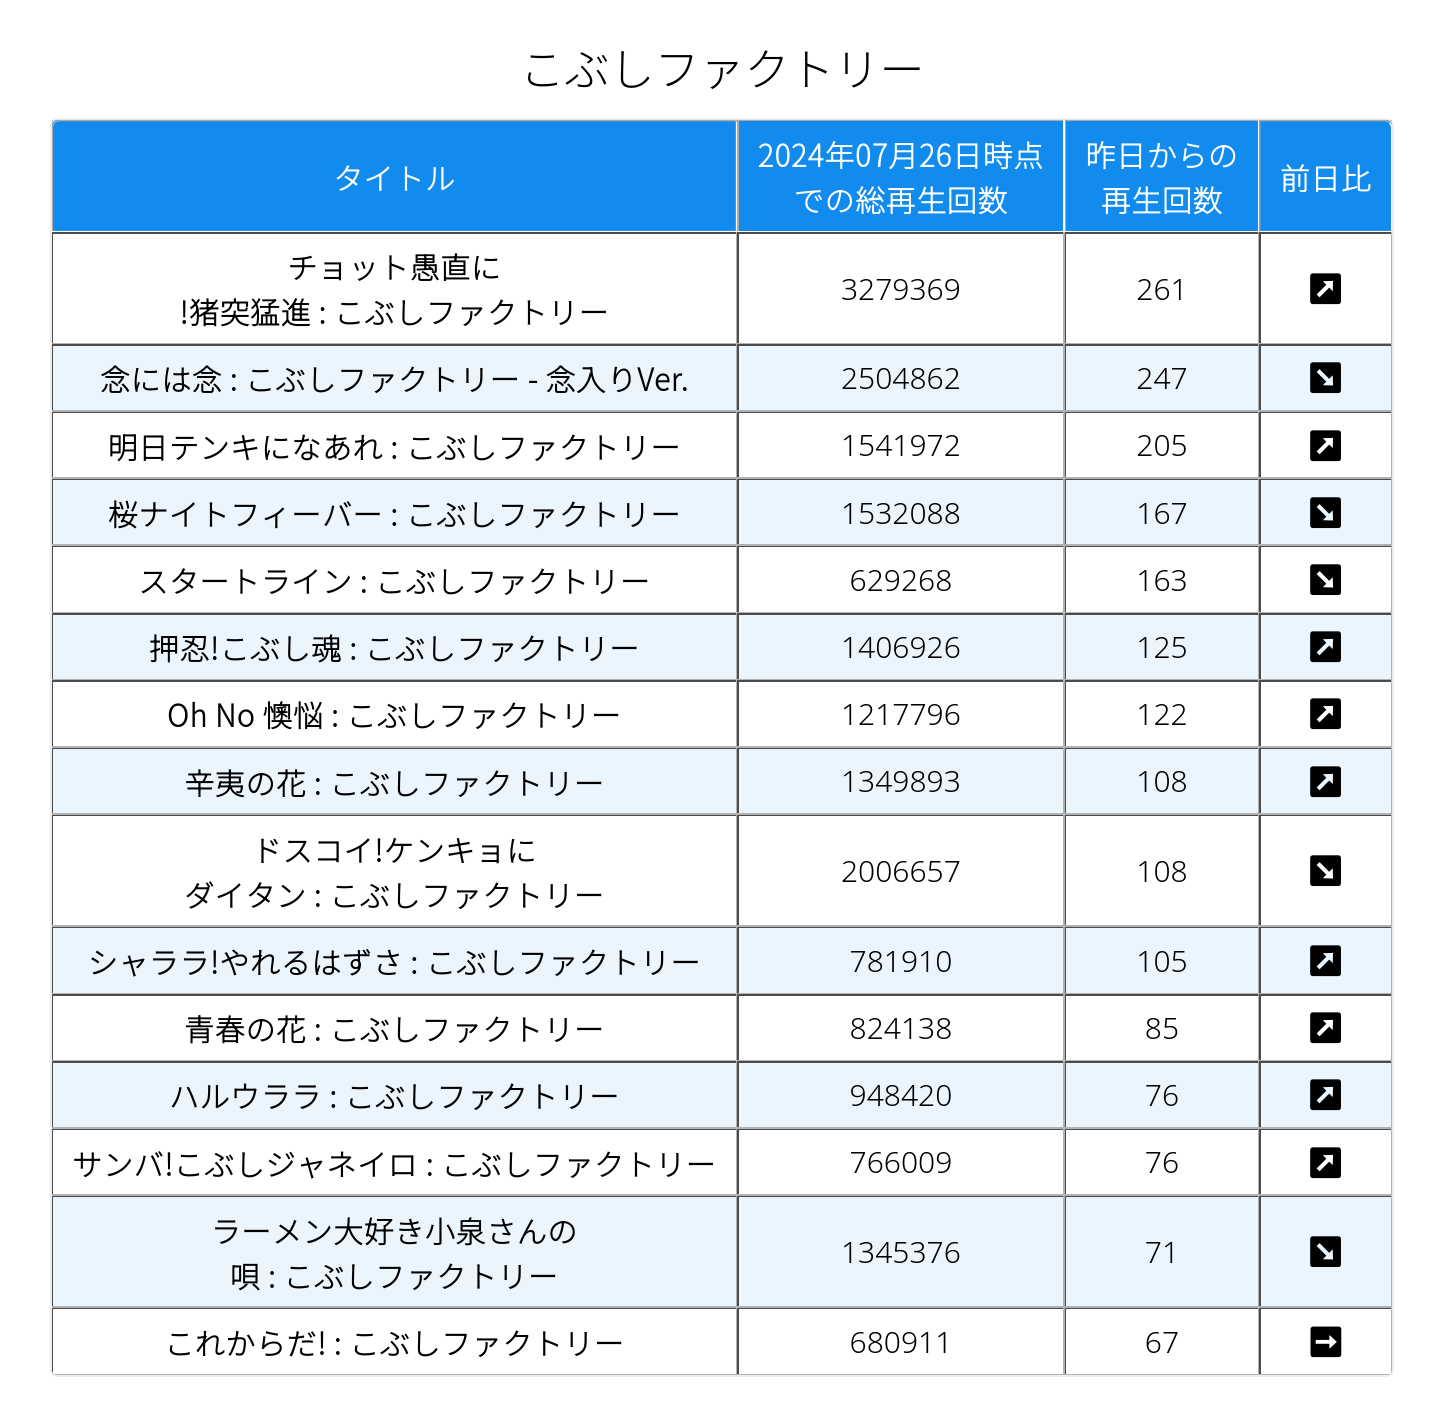 こぶしファクトリー
タイトル
2024年07月26日時点
での総再生回数
昨日からの
再生回数
前日比
チョット愚直に
!猪突猛進 : こぶしファクトリー
3279369
261
念には念 : こぶしファクトリー - 念入りVer.
2504862
247
明日テンキになあれ : こぶしファクトリー
1541972
205
桜ナイトフィーバー : こぶしファクトリー
1532088
167
スタートライン : こぶしファクトリー
629268
163
押忍!こぶし魂 : こぶしファクトリー
1406926
125
Oh No 懊悩 : こぶしファクトリー
1217796
122
辛夷の花 : こぶしファクトリー
1349893
108
ドスコイ!ケンキョに
ダイタン : こぶしファクトリー
2006657
108
シャララ!やれるはずさ : こぶしファクトリー
781910
105
青春の花 : こぶしファクトリー
824138
85
ハルウララ : こぶしファクトリー
948420
76
サンバ!こぶしジャネイロ : こぶしファクトリー
766009
76
ラーメン大好き小泉さんの
唄 : こぶしファクトリー
1345376
71
これからだ! : こぶしファクトリー
680911
67